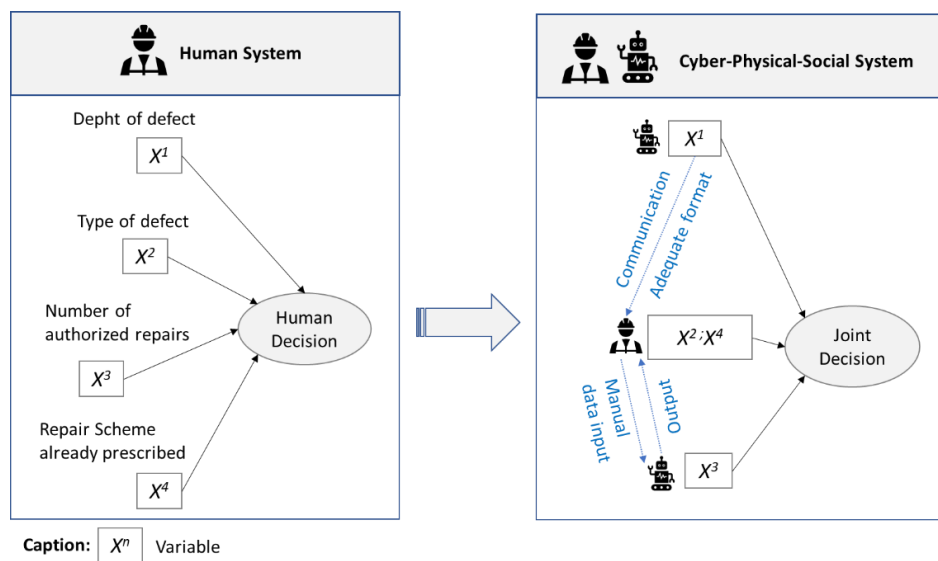 Human System
Depht of defect
X1
Type of defect
X2
Number of
authorized repairs
X3
Repair Scheme
already prescribed
X4
Human
Decision
Cyber-Physical-Social System
X1
Communication
Adequate format
X2;X4
Joint
Decision
Manual
data input
Output
X3
Caption: Xn Variable